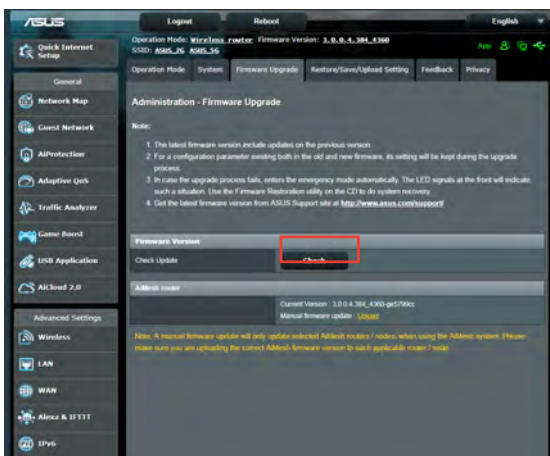 ASUS
Logout
Reboot
English
Quick Internet
Setup
Operation Mode: Wireless router Firmware Version: 3.0.0.4.384_4360
SSID: ASUS_2G ASUS_5G
App
Operation Mode System Firmware Upgrade Restore/Save/Upload Setting Feedback Privacy
General
Network Map
Guest Network
AiProtection
Adaptive QoS
Traffic Analyzer
Game Boost
USB Application
AiCloud 2.0
Advanced Settings
Wireless
LAN
WAN
Alexa & IFTTT
IPv6
Administration - Firmware Upgrade
Note:
1. The latest firmware version include updates on the previous version.
2. For a configuration parameter existing both in the old and new firmware, its setting will be kept during the upgrade
process.
3. In case the upgrade process fails, enters the emergency mode automatically. The LED signals at the front will indicate
such a situation. Use the Firmware Restoration utility on the CD to do system recovery.
4. Get the latest firmware version from ASUS Support site at http://www.asus.com/support/
Firmware Version
Check Update
Check
AiMesh router
Current Version : 3.0.0.4.384_4360-ge5799cc
Manual firmware update : Upload
Note: A manual firmware update will only update selected AiMesh routers / nodes, when using the AiMesh system. Please
make sure you are uploading the correct AiMesh firmware version to each applicable router / node.